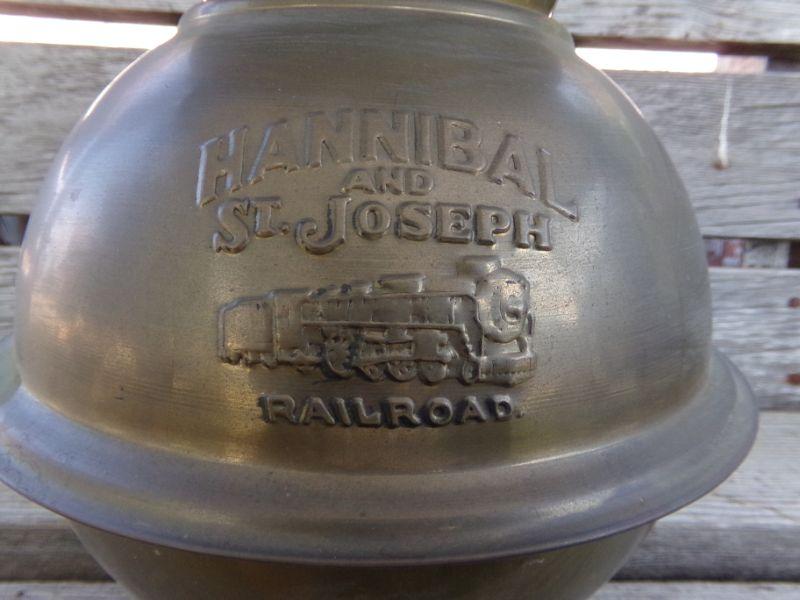 HANNIBAL
AND
ST. JOSEPH
RAILROAD.